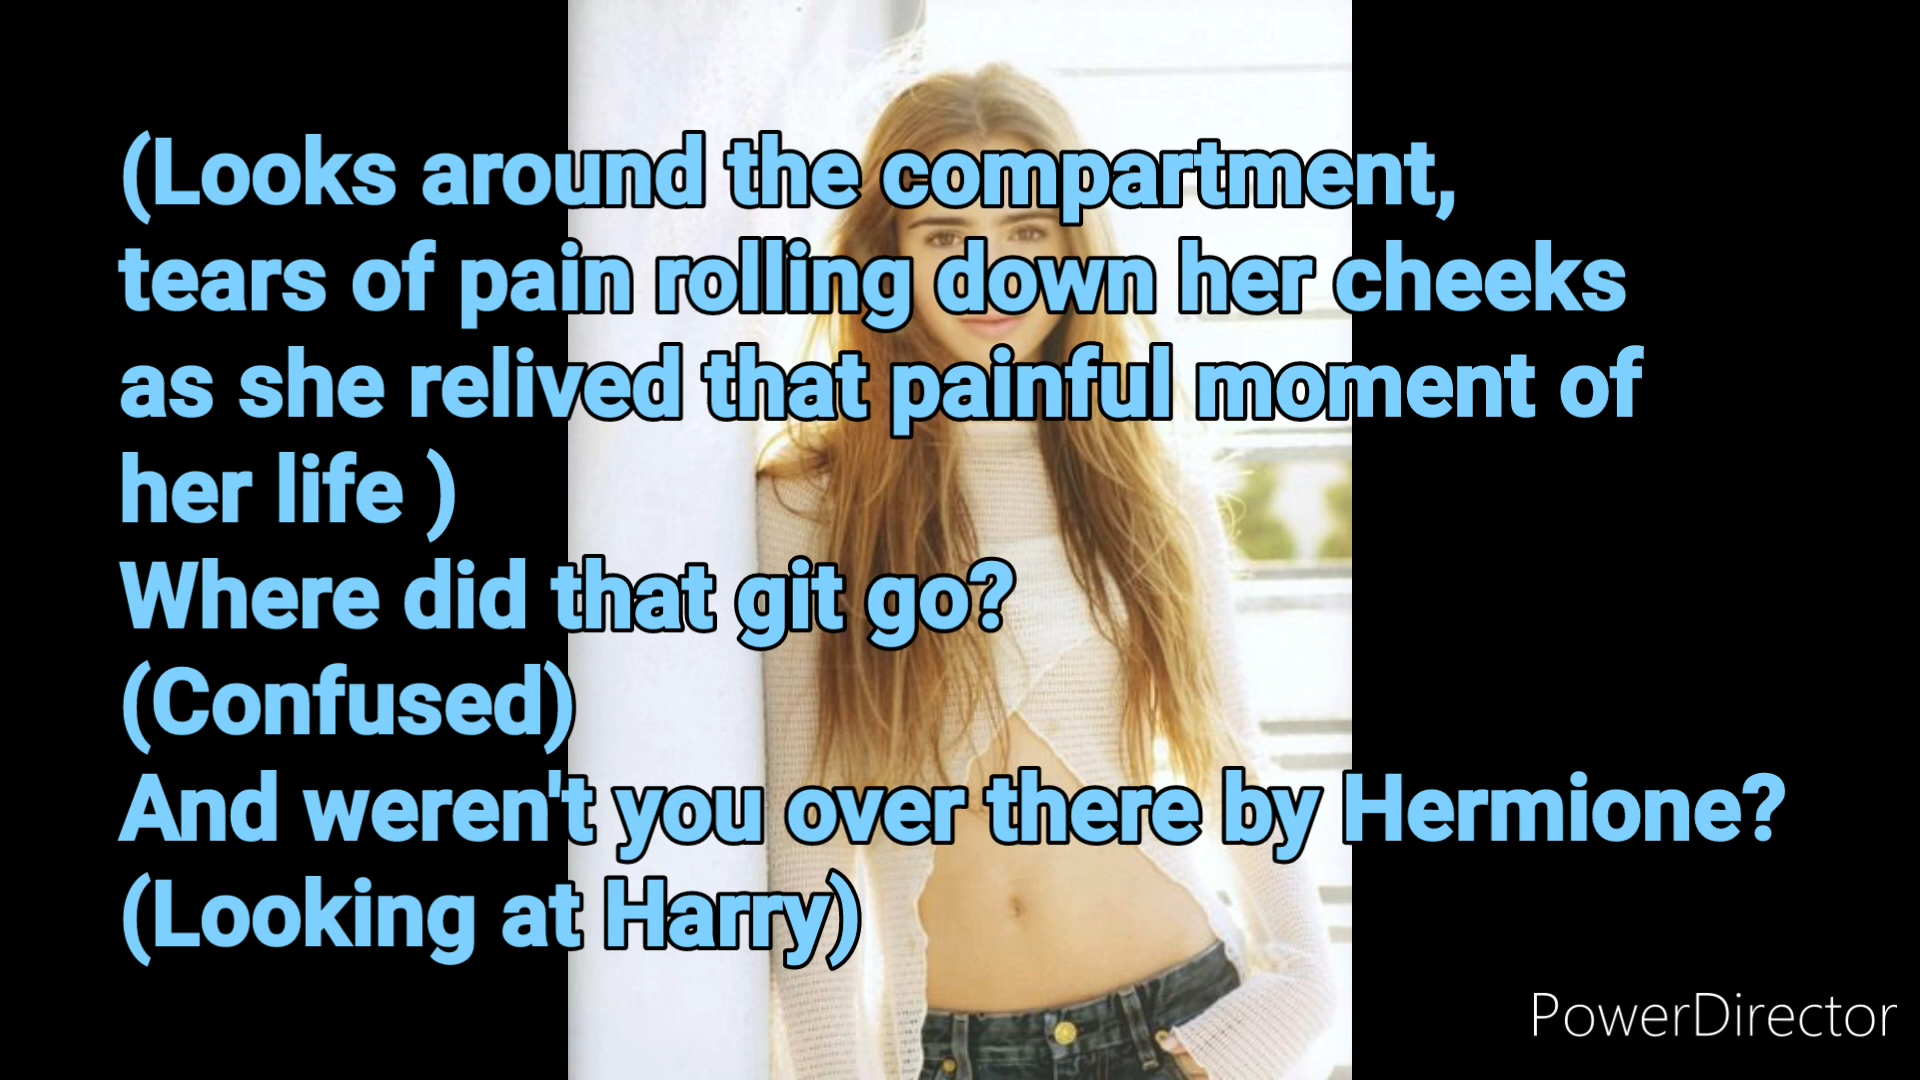 (Looks around the compartment,
tears of pain rolling down her cheeks
as she relived that painful moment of
her life )
Where did that git go?
(Confused)
And weren't you over there by Hermione?
(Looking at Harry)
PowerDirector